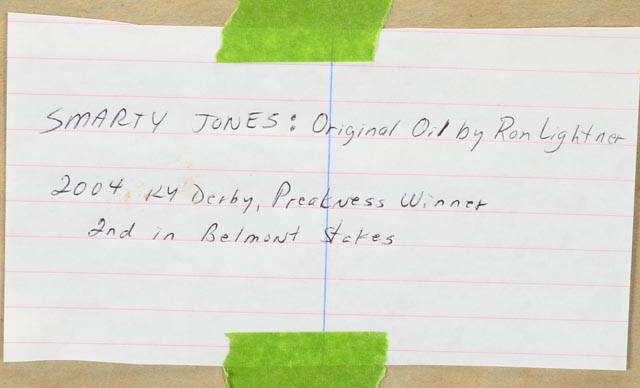 SMARTY JONES: Original Oil by Ron Lightner
2004 KY Derby, Preakness Winner
2nd in Belmont Stakes